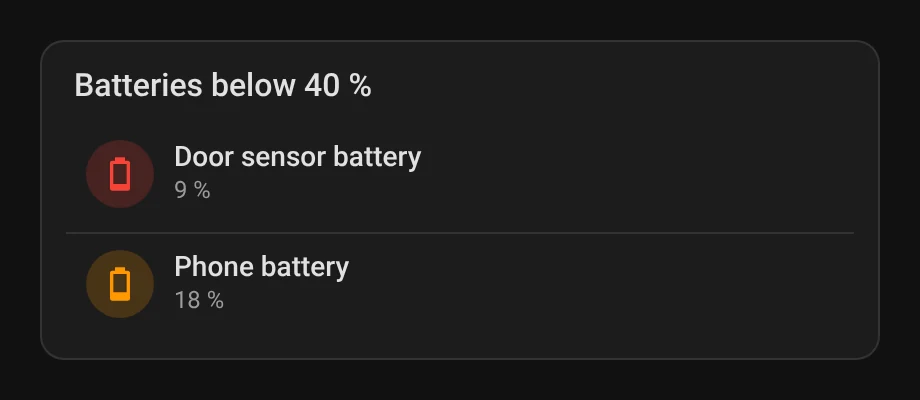 Batteries below 40 %
Door sensor battery
9 %
Phone battery
18 %